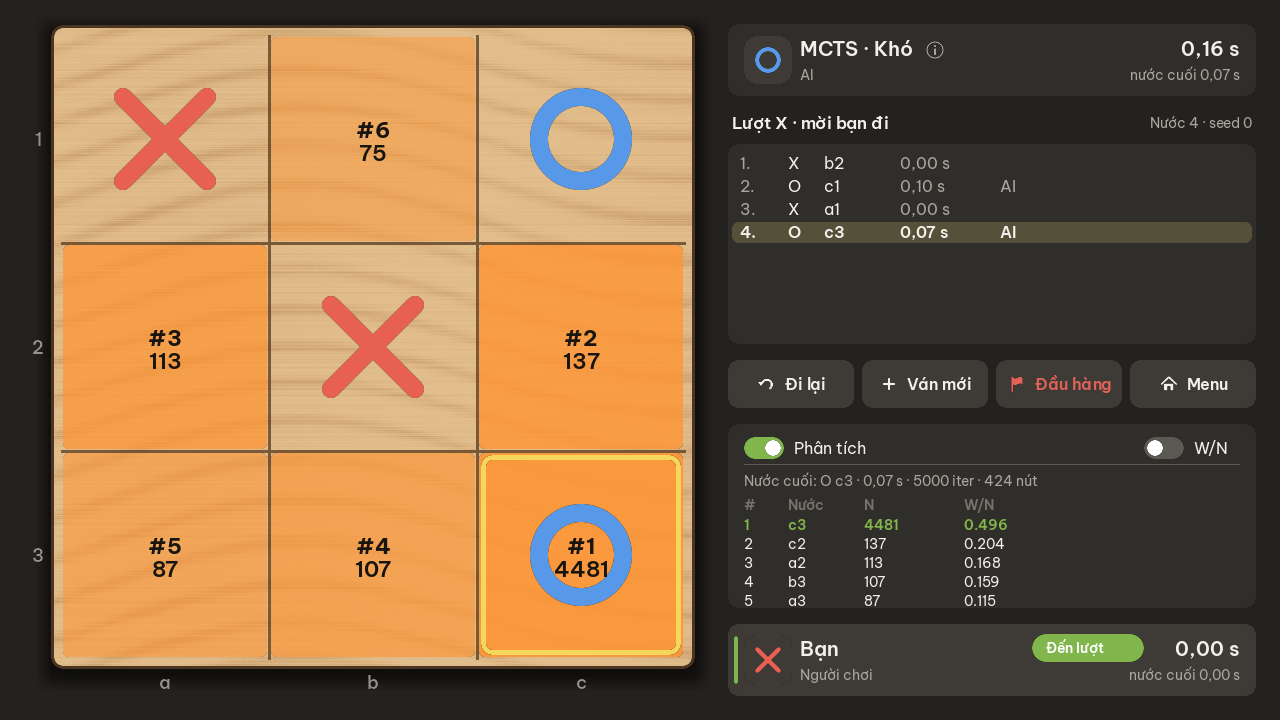 1
2
3
a
b
c
#6
75
#3
113
#2
137
#5
87
#4
107
#1
4481
MCTS · Khó
AI
0,16 s
nước cuối 0,07 s
Lượt X · mời bạn đi
Nước 4 · seed 0
1. X b2 0,00 s
2. O c1 0,10 s AI
3. X a1 0,00 s
4. O c3 0,07 s AI
Đi lại
Ván mới
Đầu hàng
Menu
Phân tích
W/N
Nước cuối: O c3 · 0,07 s · 5000 iter · 424 nút
# Nước N W/N
1 c3 4481 0.496
2 c2 137 0.204
3 a2 113 0.168
4 b3 107 0.159
5 a3 87 0.115
Bạn
Người chơi
Đến lượt
0,00 s
nước cuối 0,00 s